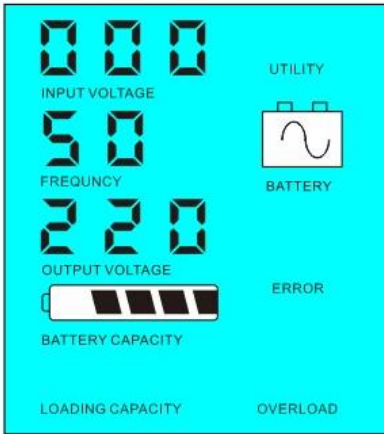 000
UTILITY
INPUT VOLTAGE
50
FREQUNCY
BATTERY
220
OUTPUT VOLTAGE
ERROR
BATTERY CAPACITY
LOADING CAPACITY
OVERLOAD